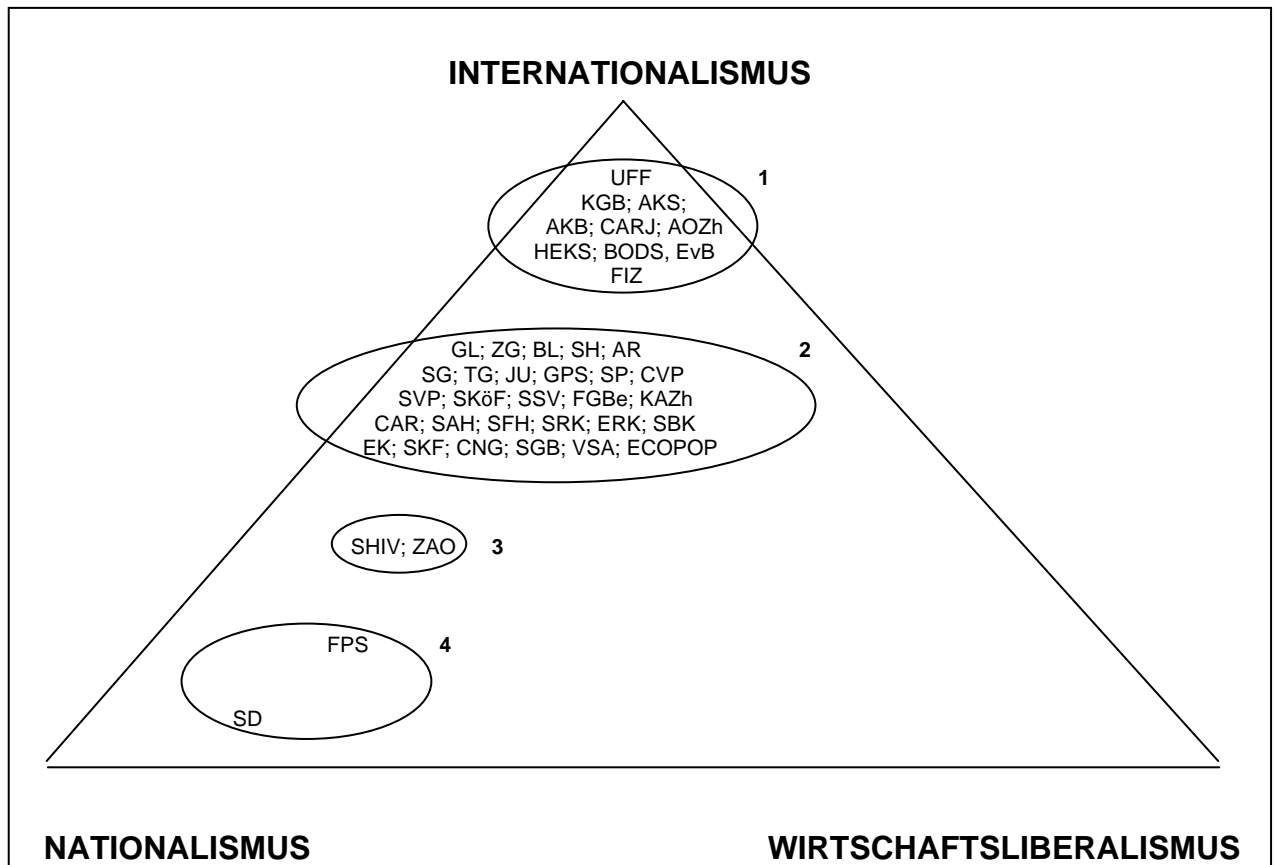 INTERNATIONALISMUS
UFF
1
KGB; AKS;
AKB; CARJ; AOZh
HEKS; BODS, EvB
FIZ
GL; ZG; BL; SH; AR
2
SG; TG; JU; GPS; SP; CVP
SVP; SKöF; SSV; FGBe; KAZh
CAR; SAH; SFH; SRK; ERK; SBK
EK; SKF; CNG; SGB; VSA; ECOPOP
SHIV; ZAO
3
FPS
4
SD
NATIONALISMUS
WIRTSCHAFTSLIBERALISMUS